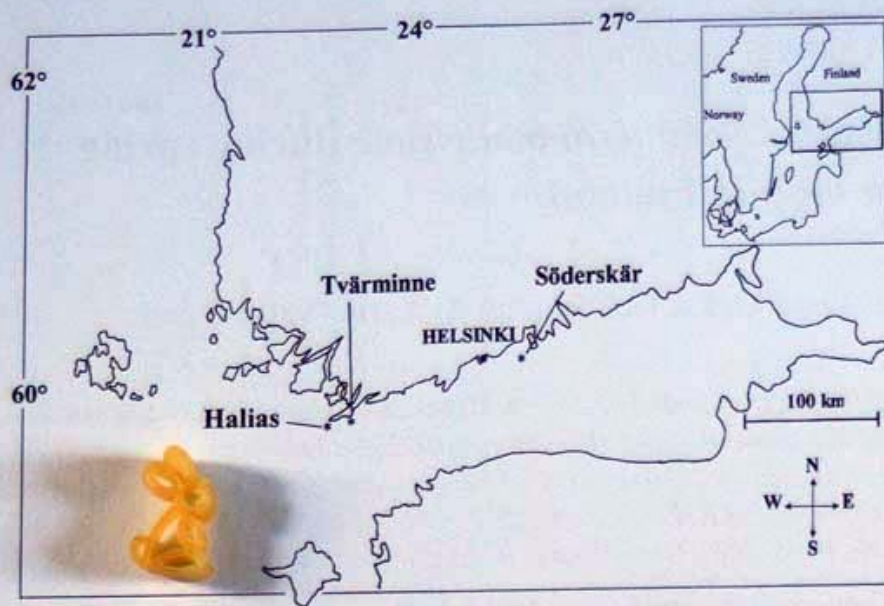 21°
24°
27°
62°
Sweden
Finland
Norway
Tvärminne
Söderskär
HELSINKI
60°
Halias
100 km
N
W
E
S